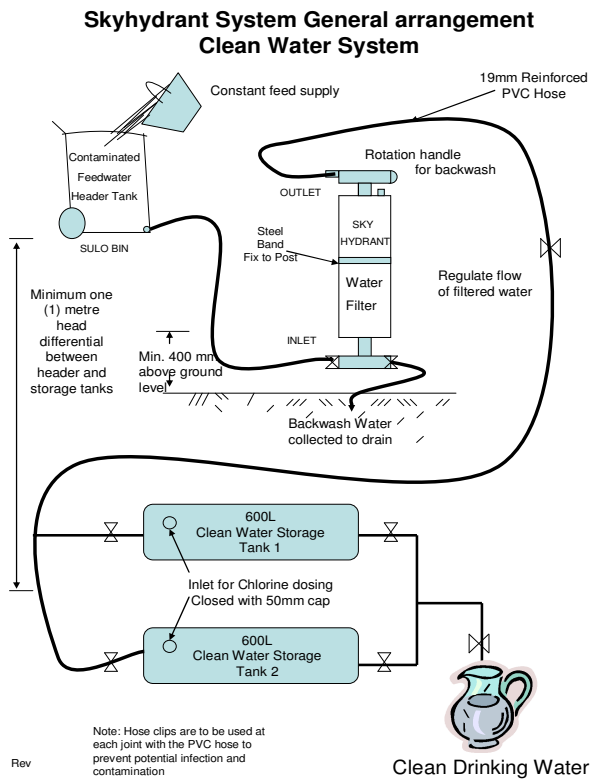 Skyhydrant System General arrangement
Clean Water System
Constant feed supply
19mm Reinforced
PVC Hose
Contaminated
Feedwater
Header Tank
SULO BIN
Rotation handle
for backwash
OUTLET
SKY
HYDRANT
Steel
Band
Fix to Post
Water
Filter
Regulate flow
of filtered water
INLET
Minimum one
(1) metre
head
differential
between
header and
storage tanks
Min. 400 mm
above ground
level
Backwash Water
collected to drain
600L
Clean Water Storage
Tank 1
Inlet for Chlorine dosing
Closed with 50mm cap
600L
Clean Water Storage
Tank 2
Note: Hose clips are to be used at
each joint with the PVC hose to
prevent potential infection and
contamination
Rev
Clean Drinking Water